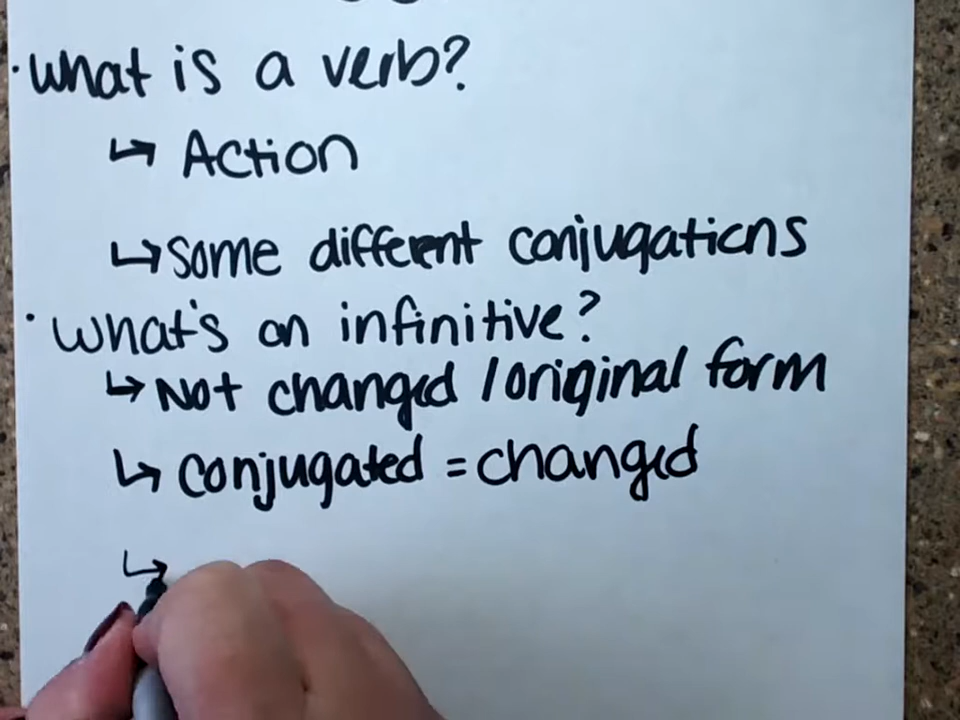 · What is a verb?
↳ Action
↳ Some different conjugations
· What's an infinitive?
↳ Not changed / original form
↳ conjugated = changed
↳